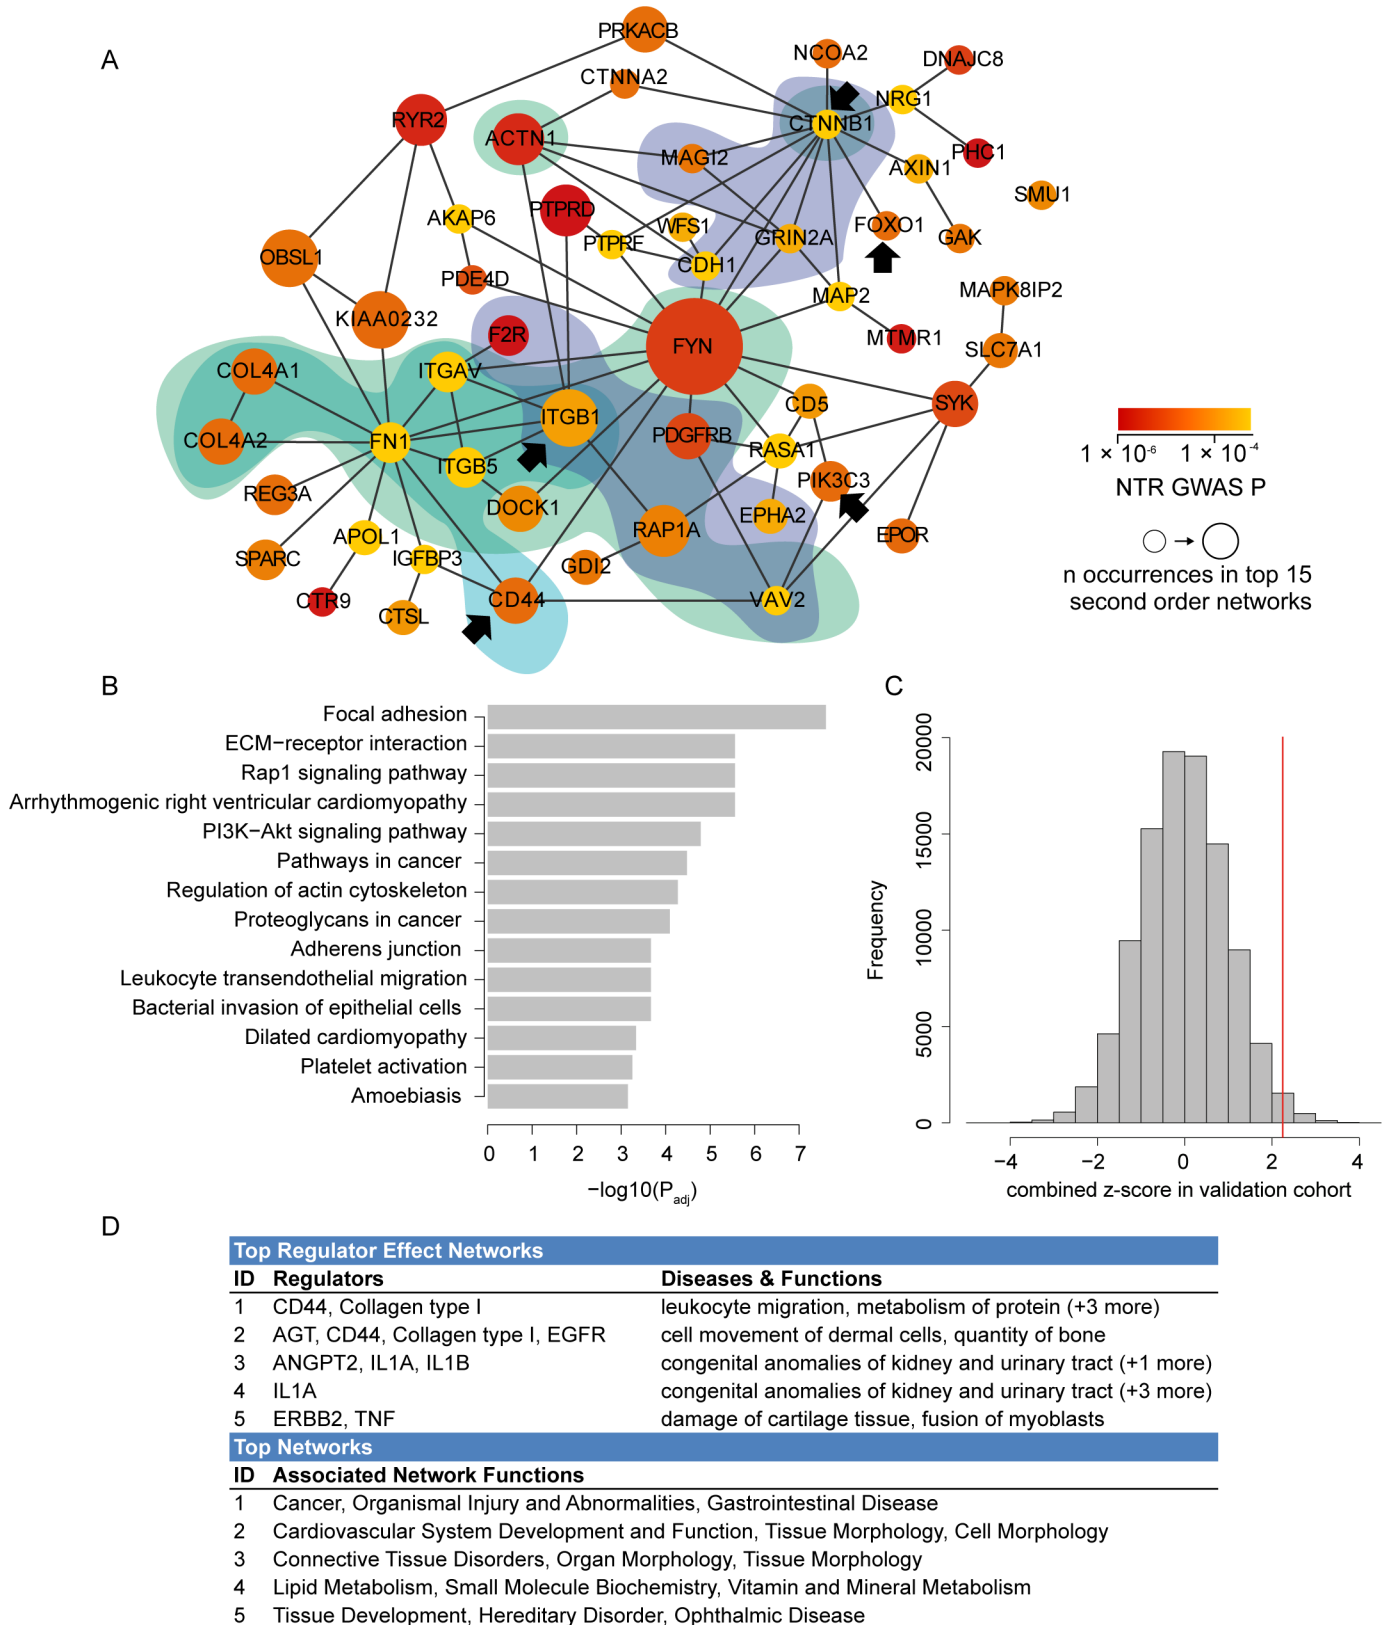 A
PRKACB
NCOA2
DNAJC8
CTNNA2
NRG1
RYR2
ACTN1
CTNNB1
MAGI2
PHC1
AXIN1
SMU1
PTPRD
AKAP6
WFS1
FOXO1
PTPRF
GRIN2A
GAK
OBSL1
CDH1
PDE4D
MAP2
MAPK8IP2
KIAA0232
F2R
FYN
MTMR1
SLC7A1
COL4A1
ITGAV
CD5
SYK
ITGB1
COL4A2
FN1
PDGFRB
RASA1
ITGB5
PIK3C3
REG3A
DOCK1
EPHA2
RAP1A
APOL1
EPOR
SPARC
IGFBP3
GDI2
CTR9
CD44
VAV2
CTSL
1 × 10-6 1 × 10-4
NTR GWAS P
n occurrences in top 15
second order networks
B
Focal adhesion
ECM−receptor interaction
Rap1 signaling pathway
Arrhythmogenic right ventricular cardiomyopathy
PI3K−Akt signaling pathway
Pathways in cancer
Regulation of actin cytoskeleton
Proteoglycans in cancer
Adherens junction
Leukocyte transendothelial migration
Bacterial invasion of epithelial cells
Dilated cardiomyopathy
Platelet activation
Amoebiasis
0 1 2 3 4 5 6 7
−log10(Padj)
C
Frequency
20000
15000
10000
5000
0
−4 −2 0 2 4
combined z-score in validation cohort
D
Top Regulator Effect Networks
ID Regulators Diseases & Functions
1 CD44, Collagen type I leukocyte migration, metabolism of protein (+3 more)
2 AGT, CD44, Collagen type I, EGFR cell movement of dermal cells, quantity of bone
3 ANGPT2, IL1A, IL1B congenital anomalies of kidney and urinary tract (+1 more)
4 IL1A congenital anomalies of kidney and urinary tract (+3 more)
5 ERBB2, TNF damage of cartilage tissue, fusion of myoblasts
Top Networks
ID Associated Network Functions
1 Cancer, Organismal Injury and Abnormalities, Gastrointestinal Disease
2 Cardiovascular System Development and Function, Tissue Morphology, Cell Morphology
3 Connective Tissue Disorders, Organ Morphology, Tissue Morphology
4 Lipid Metabolism, Small Molecule Biochemistry, Vitamin and Mineral Metabolism
5 Tissue Development, Hereditary Disorder, Ophthalmic Disease